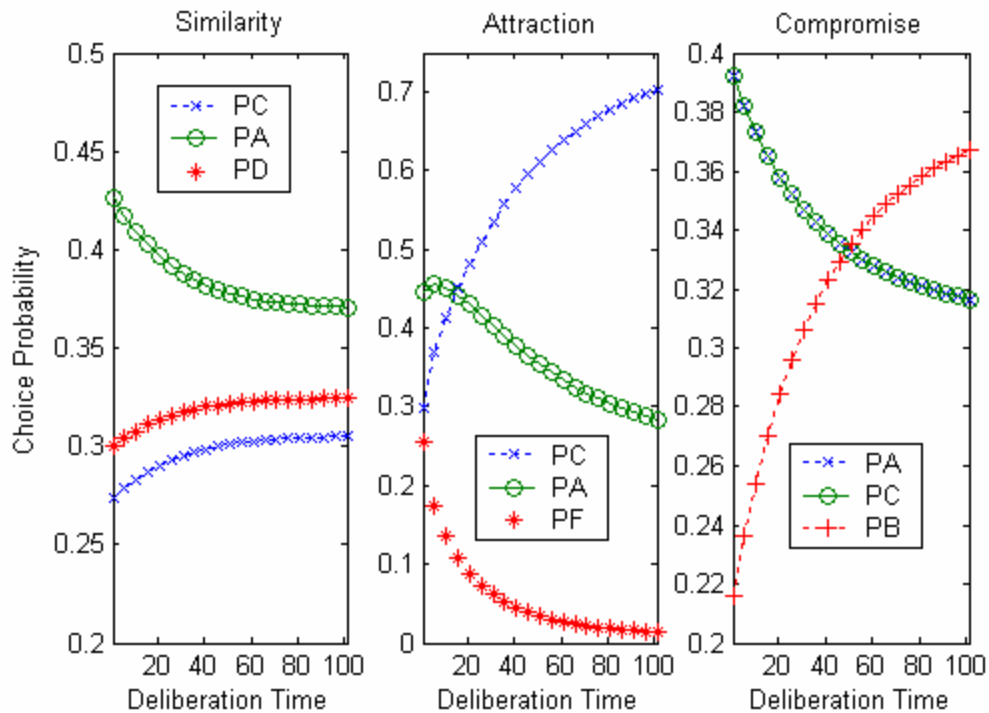 Similarity
Attraction
Compromise
Choice Probability
0.5
0.45
0.4
0.35
0.3
0.25
0.2
PC
PA
PD
20 40 60 80 100
Deliberation Time
0.7
0.6
0.5
0.4
0.3
0.2
0.1
0
PC
PA
PF
20 40 60 80 100
Deliberation Time
0.4
0.38
0.36
0.34
0.32
0.3
0.28
0.26
0.24
0.22
0.2
PA
PC
PB
20 40 60 80 100
Deliberation Time